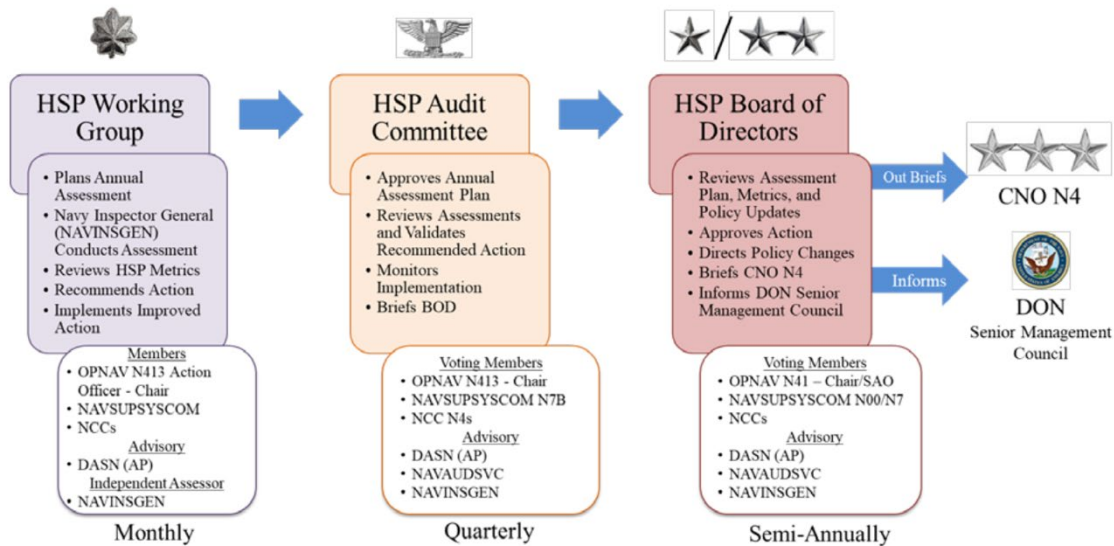 HSP Working
Group
• Plans Annual
Assessment
• Navy Inspector General
(NAVINSGEN)
Conducts Assessment
• Reviews HSP Metrics
• Recommends Action
• Implements Improved
Action
Members
• OPNAV N413 Action
Officer - Chair
• NAVSUPSYSCOM
• NCCs
Advisory
• DASN (AP)
Independent Assessor
• NAVINSGEN
Monthly
HSP Audit
Committee
• Approves Annual
Assessment Plan
• Reviews Assessments
and Validates
Recommended Action
• Monitors
Implementation
• Briefs BOD
Voting Members
• OPNAV N413 - Chair
• NAVSUPSYSCOM N7B
• NCC N4s
Advisory
• DASN (AP)
• NAVAUDSVC
• NAVINSGEN
Quarterly
/
HSP Board of
Directors
• Reviews Assessment
Plan, Metrics, and
Policy Updates
• Approves Action
• Directs Policy Changes
• Briefs CNO N4
• Informs DON Senior
Management Council
Voting Members
• OPNAV N41 – Chair/SAO
• NAVSUPSYSCOM N00/N7
• NCCs
Advisory
• DASN (AP)
• NAVAUDSVC
• NAVINSGEN
Semi-Annually
Out Briefs
CNO N4
Informs
DON
Senior Management
Council